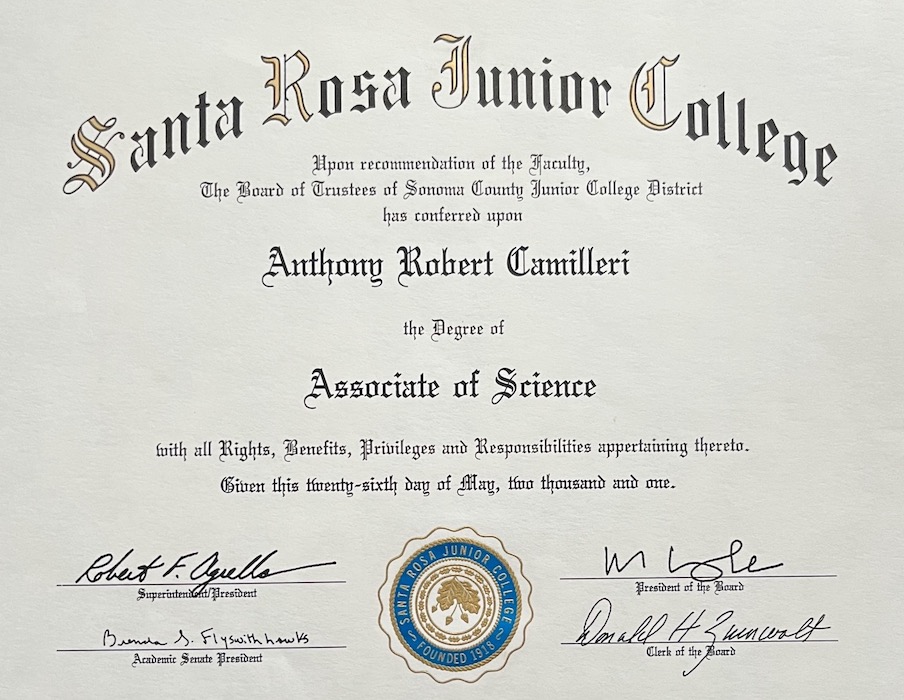 Santa Rosa Junior College
Upon recommendation of the Faculty,
The Board of Trustees of Sonoma County Junior College District
has conferred upon
Anthony Robert Camilleri
the Degree of
Associate of Science
with all Rights, Benefits, Privileges and Responsibilities appertaining thereto.
Given this twenty-sixth day of May, two thousand and one.
Robert F. Agrella
Superintendent/President
Brenda S. Flyswithhawks
Academic Senate President
SANTA ROSA JUNIOR COLLEGE
FOUNDED 1918
President of the Board
Donald H
Clerk of the Board